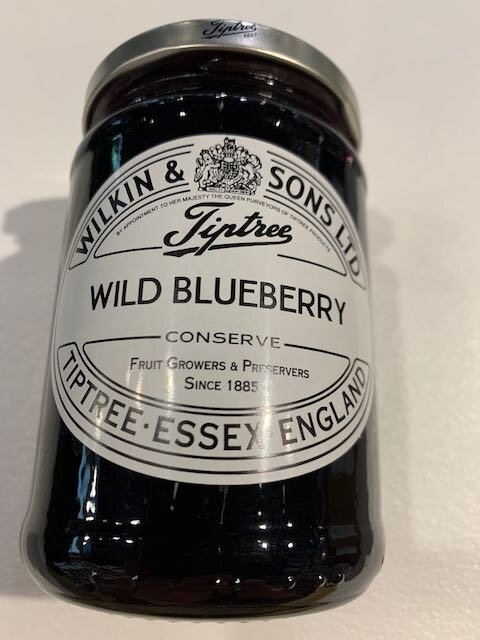 Tiptree
WILKIN & SONS LTD
BY APPOINTMENT TO HER MAJESTY THE QUEEN PURVEYORS OF TIPTREE PRODUCTS
Tiptree
WILD BLUEBERRY
CONSERVE
FRUIT GROWERS & PRESERVERS
SINCE 1885
TIPTREE · ESSEX · ENGLAND